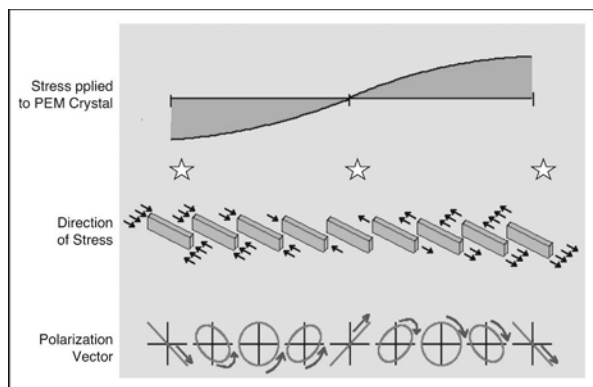 Stress pplied
to PEM Crystal
Direction
of Stress
Polarization
Vector